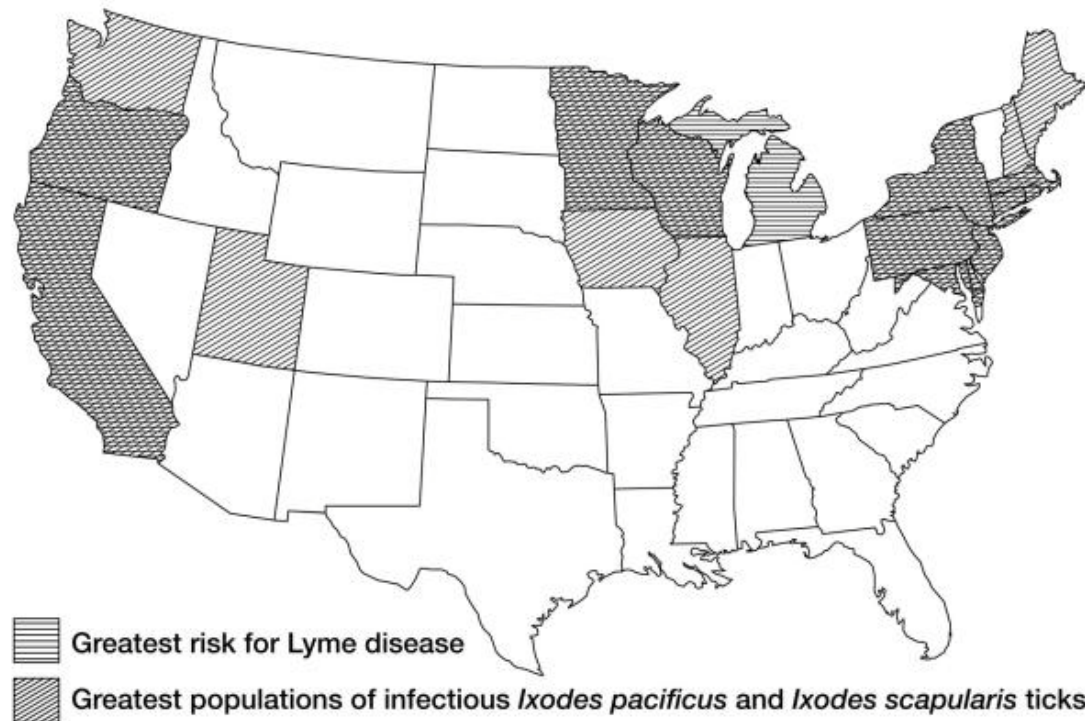 Greatest risk for Lyme disease
Greatest populations of infectious Ixodes pacificus and Ixodes scapularis ticks